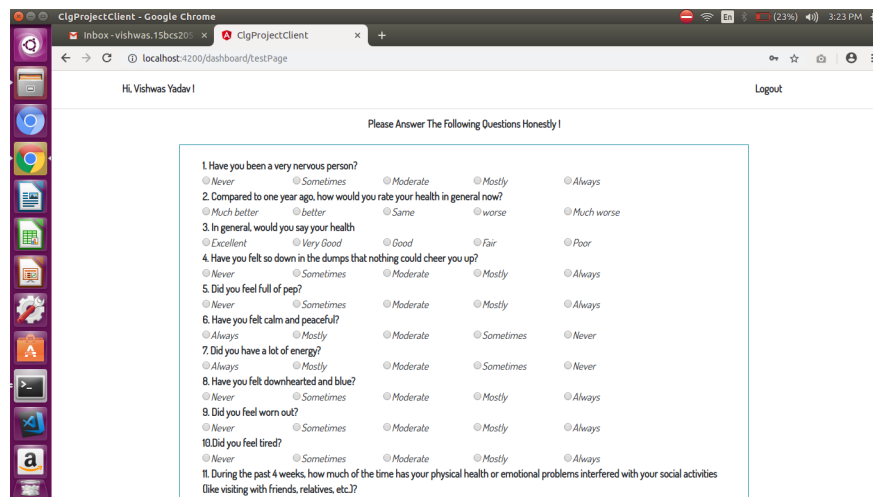 ClgProjectClient - Google Chrome
En (23%) 3:23 PM
Inbox - vishwas.15bcs205 ClgProjectClient
localhost:4200/dashboard/testPage
Hi, Vishwas Yadav ! Logout
Please Answer The Following Questions Honestly !
1. Have you been a very nervous person?
Never Sometimes Moderate Mostly Always
2. Compared to one year ago, how would you rate your health in general now?
Much better better Same worse Much worse
3. In general, would you say your health
Excellent Very Good Good Fair Poor
4. Have you felt so down in the dumps that nothing could cheer you up?
Never Sometimes Moderate Mostly Always
5. Did you feel full of pep?
Never Sometimes Moderate Mostly Always
6. Have you felt calm and peaceful?
Always Mostly Moderate Sometimes Never
7. Did you have a lot of energy?
Always Mostly Moderate Sometimes Never
8. Have you felt downhearted and blue?
Never Sometimes Moderate Mostly Always
9. Did you feel worn out?
Never Sometimes Moderate Mostly Always
10.Did you feel tired?
Never Sometimes Moderate Mostly Always
11. During the past 4 weeks, how much of the time has your physical health or emotional problems interfered with your social activities
(like visiting with friends, relatives, etc.)?